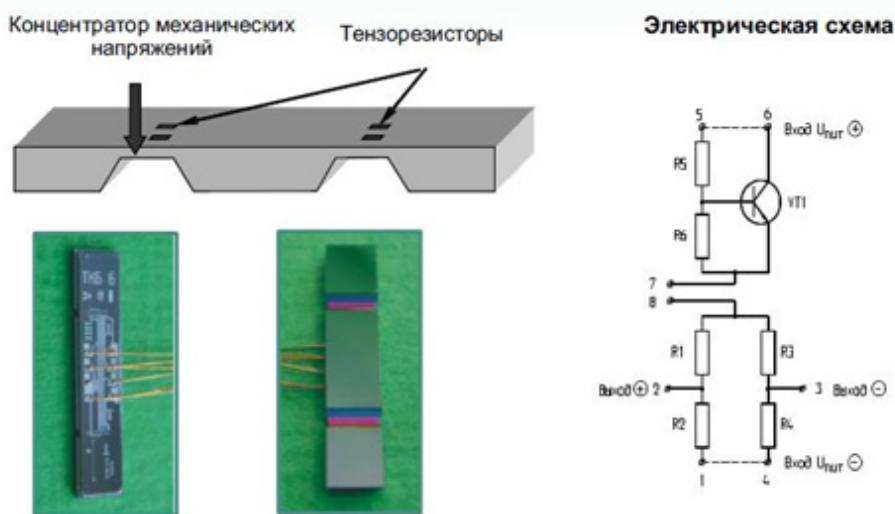 Концентратор механических
напряжений
Тензорезисторы
Электрическая схема
5
6
Вход Uпит ⊕
R5
VT1
R6
7
8
R1
R3
Выход ⊕ 2
3 Выход ⊖
R2
R4
Вход Uпит ⊖
1
4